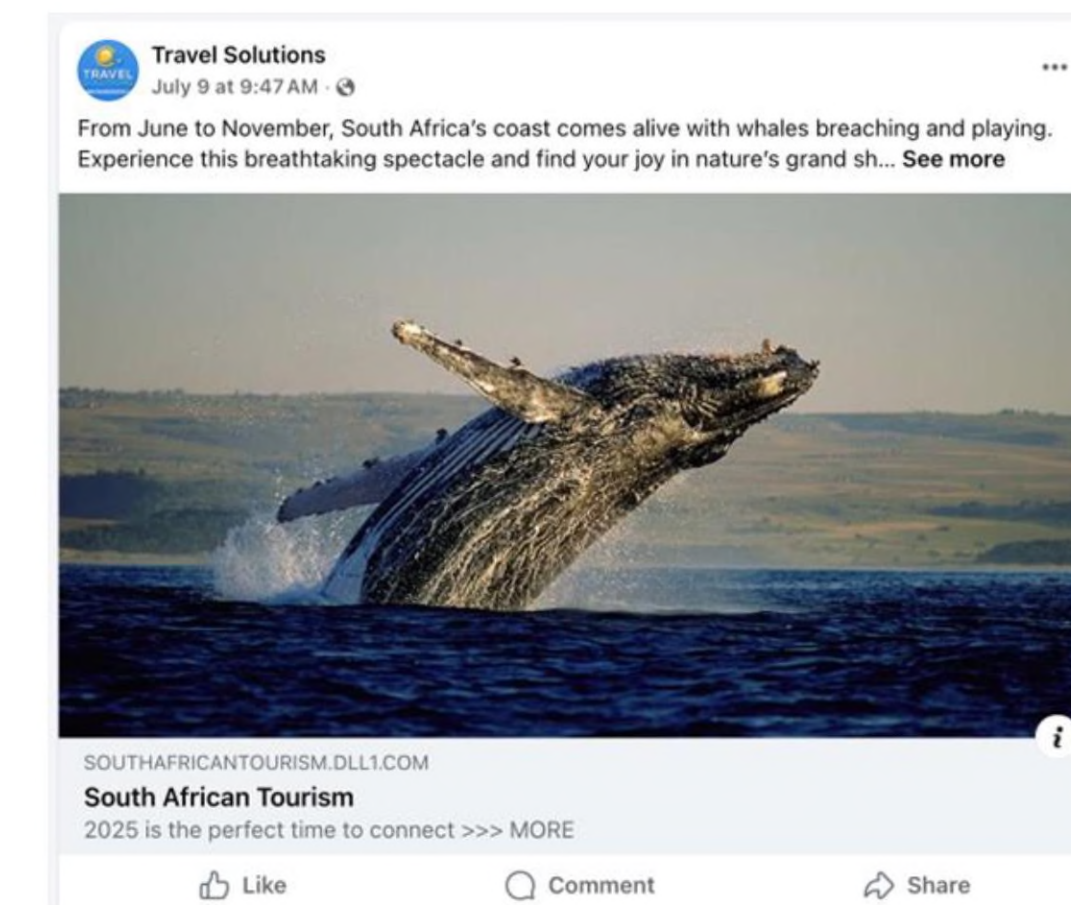 Travel Solutions
TRAVEL
July 9 at 9:47 AM ·
From June to November, South Africa's coast comes alive with whales breaching and playing.
Experience this breathtaking spectacle and find your joy in nature's grand sh... See more
i
SOUTHAFRICANTOURISM.DLL1.COM
South African Tourism
2025 is the perfect time to connect >>> MORE
Like
Comment
Share